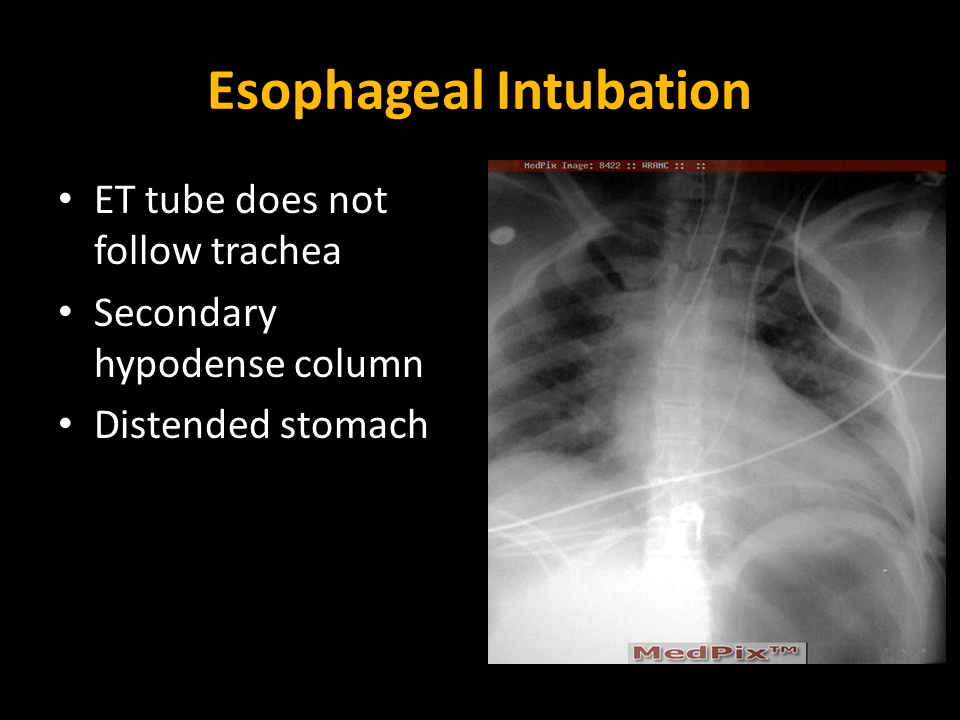 Esophageal Intubation
MedPix Image: 8422 :: WRAMC :: ::
• ET tube does not
follow trachea
• Secondary
hypodense column
• Distended stomach
MedPix™